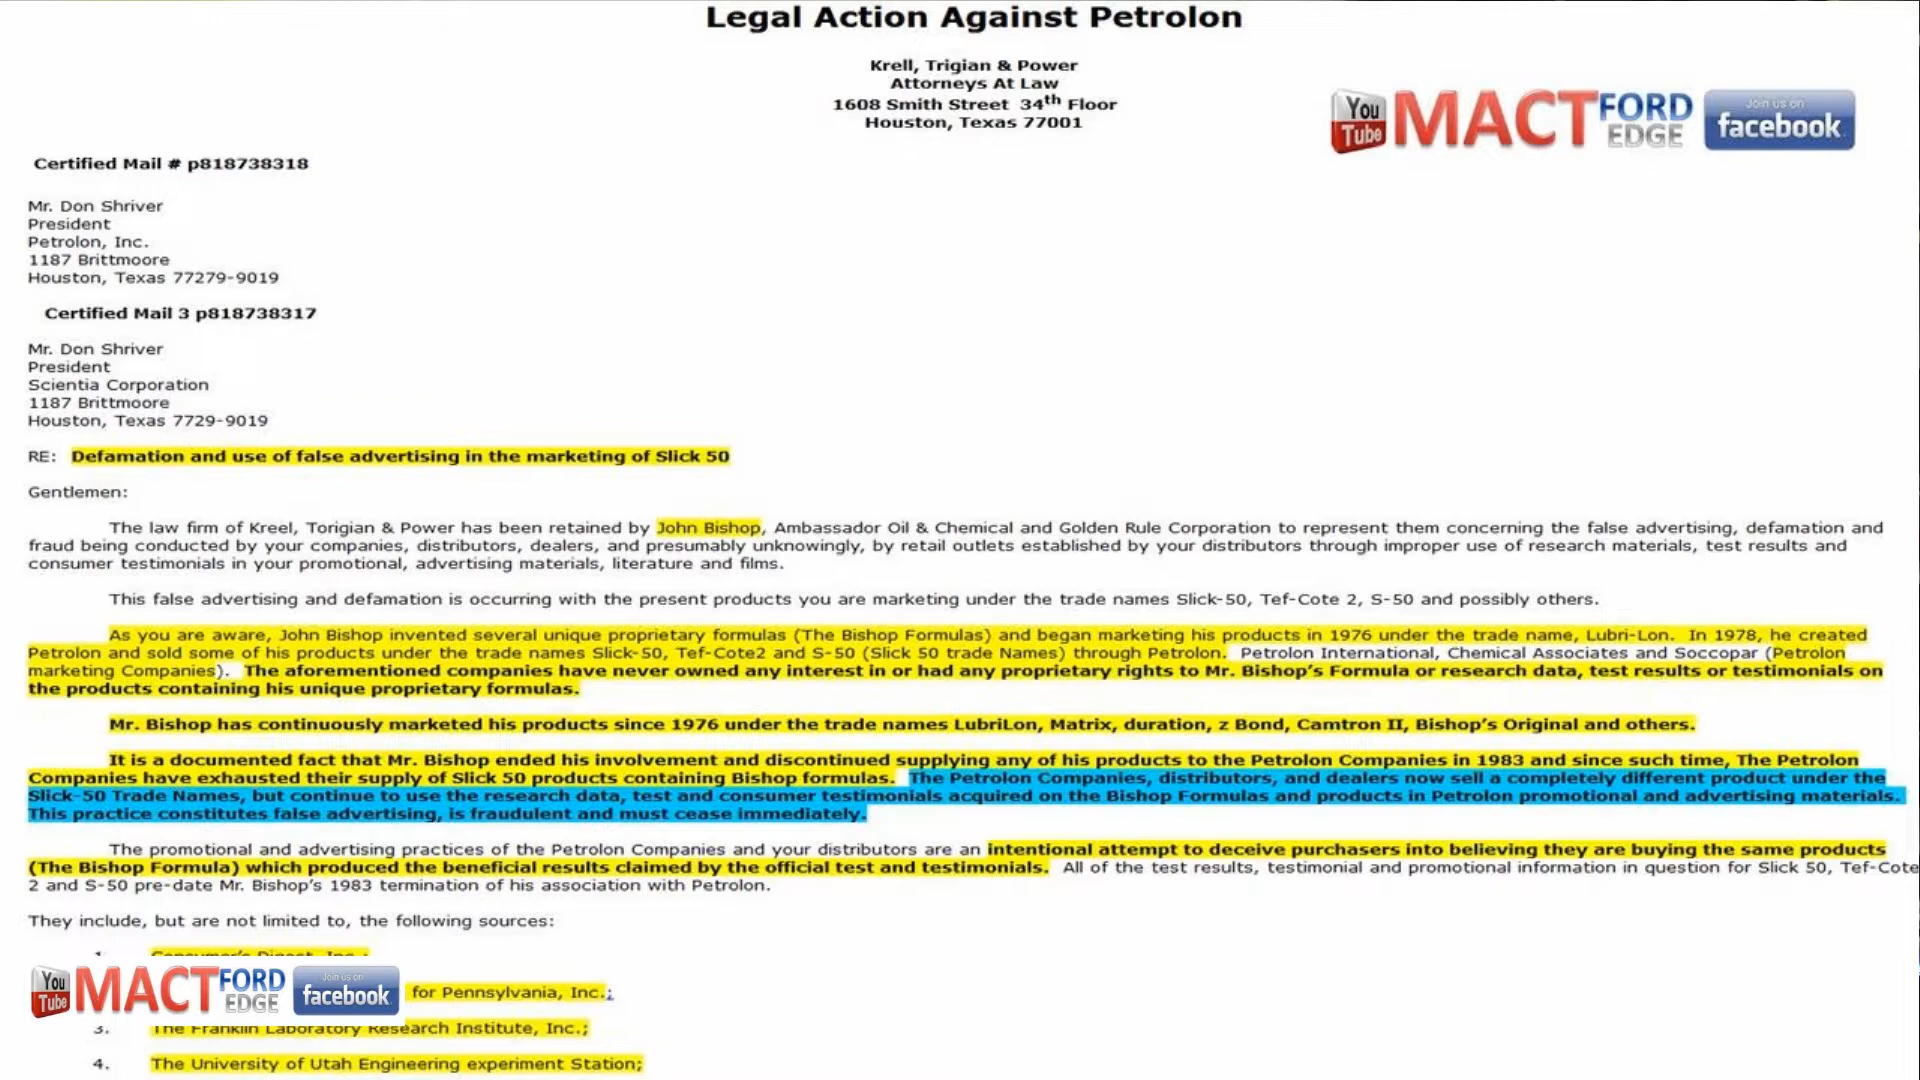 Legal Action Against Petrolon
Krell, Trigian & Power
Attorneys At Law
1608 Smith Street 34th Floor
Houston, Texas 77001
You Tube MACT FORD EDGE Join us on facebook
Certified Mail # p818738318
Mr. Don Shriver
President
Petrolon, Inc.
1187 Brittmoore
Houston, Texas 77279-9019
Certified Mail 3 p818738317
Mr. Don Shriver
President
Scientia Corporation
1187 Brittmoore
Houston, Texas 7729-9019
RE: Defamation and use of false advertising in the marketing of Slick 50
Gentlemen:
The law firm of Kreel, Torigian & Power has been retained by John Bishop, Ambassador Oil & Chemical and Golden Rule Corporation to represent them concerning the false advertising, defamation and
fraud being conducted by your companies, distributors, dealers, and presumably unknowingly, by retail outlets established by your distributors through improper use of research materials, test results and
consumer testimonials in your promotional, advertising materials, literature and films.
This false advertising and defamation is occurring with the present products you are marketing under the trade names Slick-50, Tef-Cote 2, S-50 and possibly others.
As you are aware, John Bishop invented several unique proprietary formulas (The Bishop Formulas) and began marketing his products in 1976 under the trade name, Lubri-Lon. In 1978, he created
Petrolon and sold some of his products under the trade names Slick-50, Tef-Cote2 and S-50 (Slick 50 trade Names) through Petrolon. Petrolon International, Chemical Associates and Soccopar (Petrolon
marketing Companies). The aforementioned companies have never owned any interest in or had any proprietary rights to Mr. Bishop's Formula or research data, test results or testimonials on
the products containing his unique proprietary formulas.
Mr. Bishop has continuously marketed his products since 1976 under the trade names LubriLon, Matrix, duration, z Bond, Camtron II, Bishop's Original and others.
It is a documented fact that Mr. Bishop ended his involvement and discontinued supplying any of his products to the Petrolon Companies in 1983 and since such time, The Petrolon
Companies have exhausted their supply of Slick 50 products containing Bishop formulas. The Petrolon Companies, distributors, and dealers now sell a completely different product under the
Slick-50 Trade Names, but continue to use the research data, test and consumer testimonials acquired on the Bishop Formulas and products in Petrolon promotional and advertising materials.
This practice constitutes false advertising, is fraudulent and must cease immediately.
The promotional and advertising practices of the Petrolon Companies and your distributors are an intentional attempt to deceive purchasers into believing they are buying the same products
(The Bishop Formula) which produced the beneficial results claimed by the official test and testimonials. All of the test results, testimonial and promotional information in question for Slick 50, Tef-Cote
2 and S-50 pre-date Mr. Bishop's 1983 termination of his association with Petrolon.
They include, but are not limited to, the following sources:
1. Consumer's Digest, Inc.;
You Tube MACT FORD EDGE Join us on facebook for Pennsylvania, Inc.;
3. The Franklin Laboratory Research Institute, Inc.;
4. The University of Utah Engineering experiment Station;